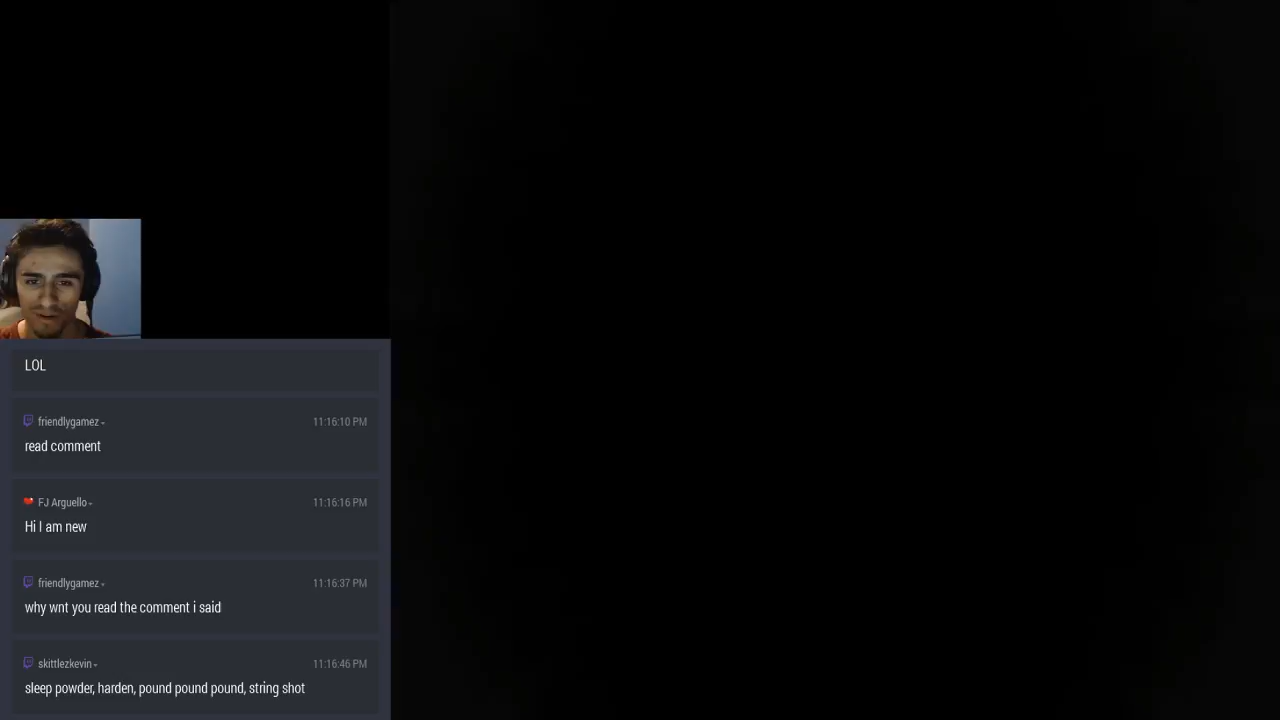 LOL
friendlygamez
11:16:10 PM
read comment
FJ Arguello
11:16:16 PM
Hi I am new
friendlygamez
11:16:37 PM
why wnt you read the comment i said
skittlezkevin
11:16:46 PM
sleep powder, harden, pound pound pound, string shot